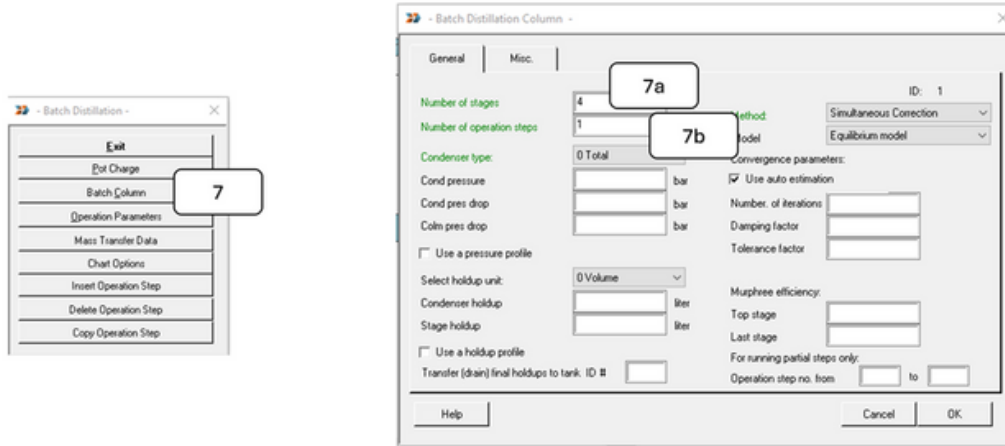 - Batch Distillation -
Exit
Pot Charge
Batch Column
7
Operation Parameters
Mass Transfer Data
Chart Options
Insert Operation Step
Delete Operation Step
Copy Operation Step
- Batch Distillation Column -
General Misc.
ID: 1
Number of stages 4 7a
Number of operation steps 1 7b
Condenser type: 0 Total
Cond pressure bar
Cond pres drop bar
Colm pres drop bar
Use a pressure profile
Select holdup unit: 0 Volume
Condenser holdup liter
Stage holdup liter
Use a holdup profile
Transfer (drain) final holdups to tank. ID #
Method: Simultaneous Correction
Model Equilibrium model
Convergence parameters:
Use auto estimation
Number. of iterations
Damping factor
Tolerance factor
Murphree efficiency:
Top stage
Last stage
For running partial steps only:
Operation step no. from to
Help Cancel OK